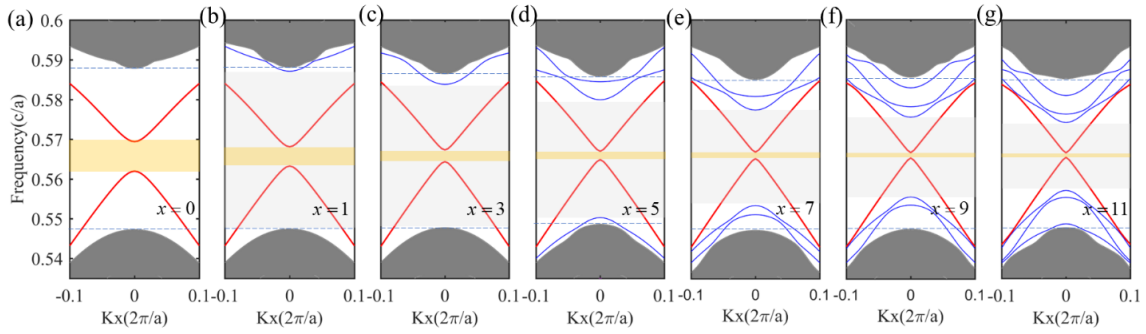 (a) (b) (c) (d) (e) (f) (g)
0.6
0.59
0.58
0.57
0.56
0.55
0.54
Frequency(c/a)
x = 0 x = 1 x = 3 x = 5 x = 7 x = 9 x = 11
-0.1 0 0.1 -0.1 0 0.1 -0.1 0 0.1 -0.1 0 0.1 -0.1 0 0.1 -0.1 0 0.1 -0.1 0 0.1
Kx(2π/a) Kx(2π/a) Kx(2π/a) Kx(2π/a) Kx(2π/a) Kx(2π/a) Kx(2π/a)